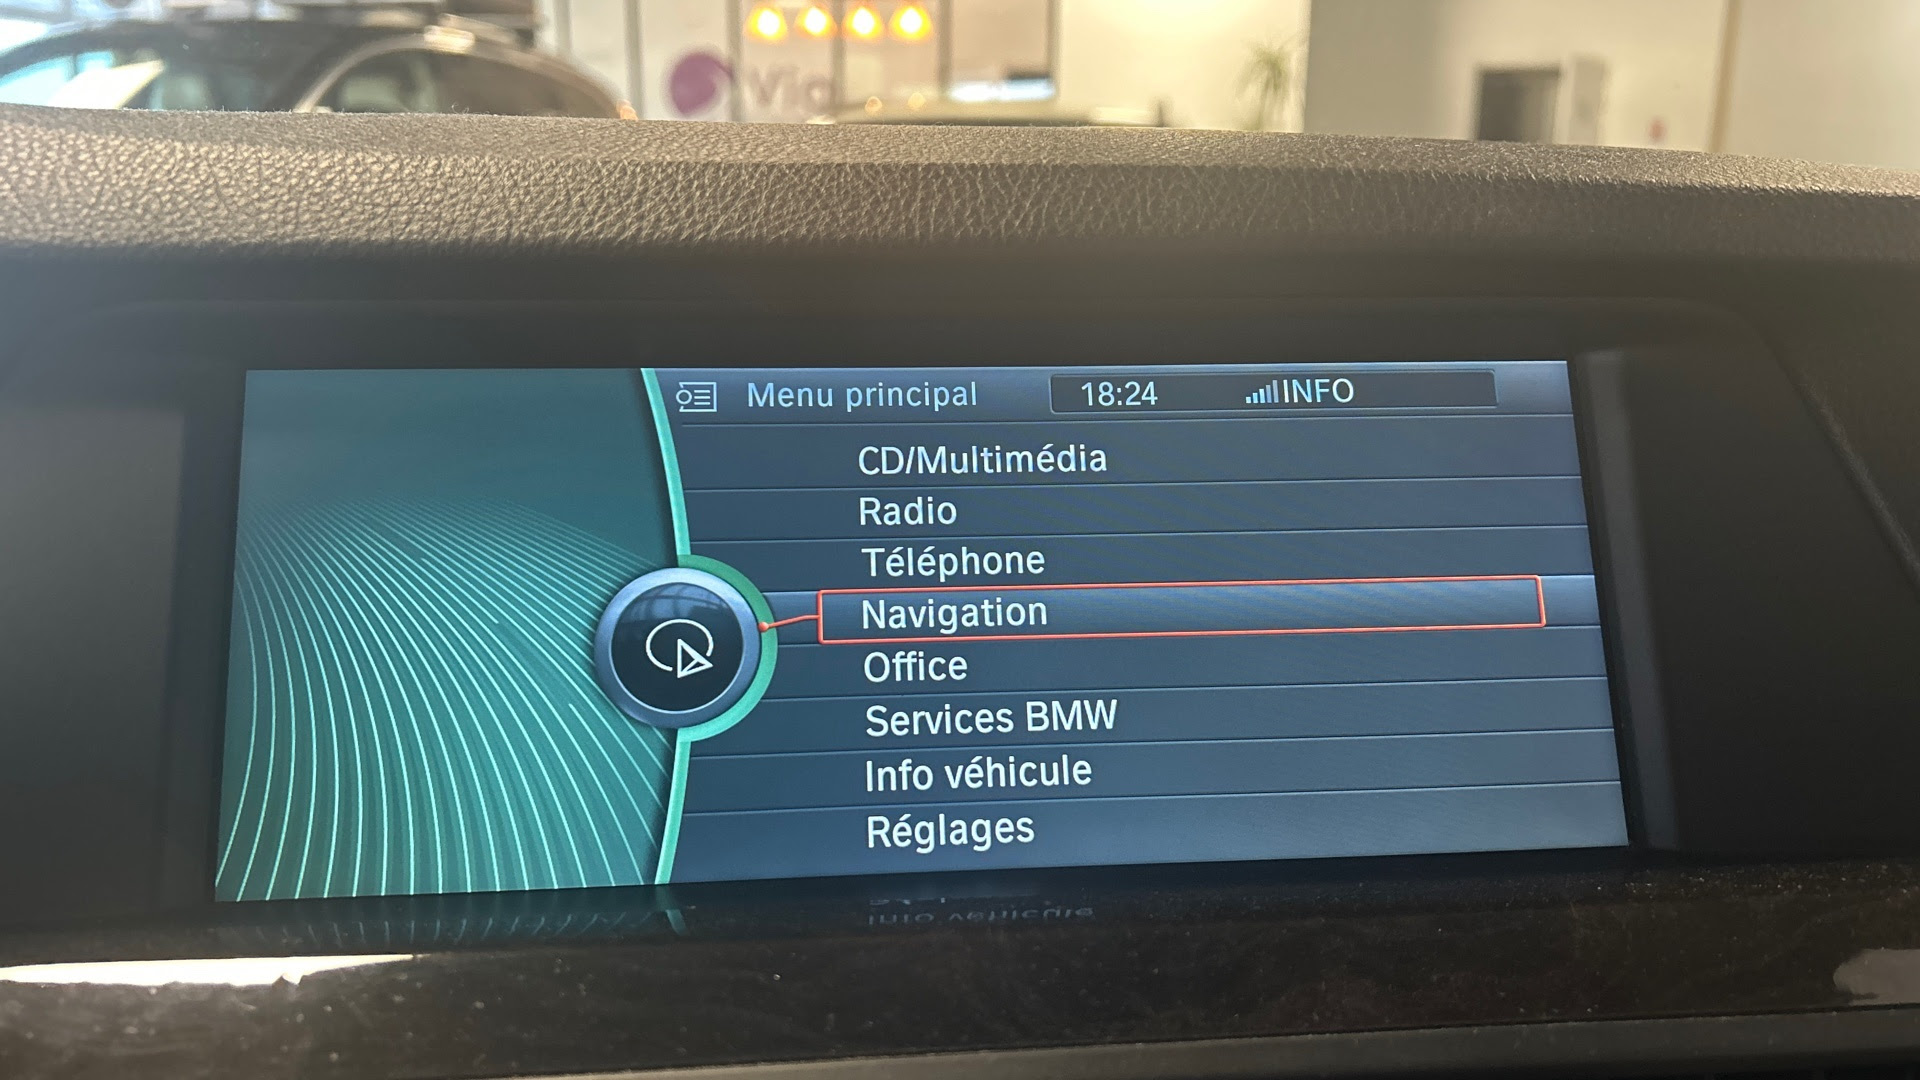 Menu principal 18:24 INFO
CD/Multimédia
Radio
Téléphone
Navigation
Office
Services BMW
Info véhicule
Réglages